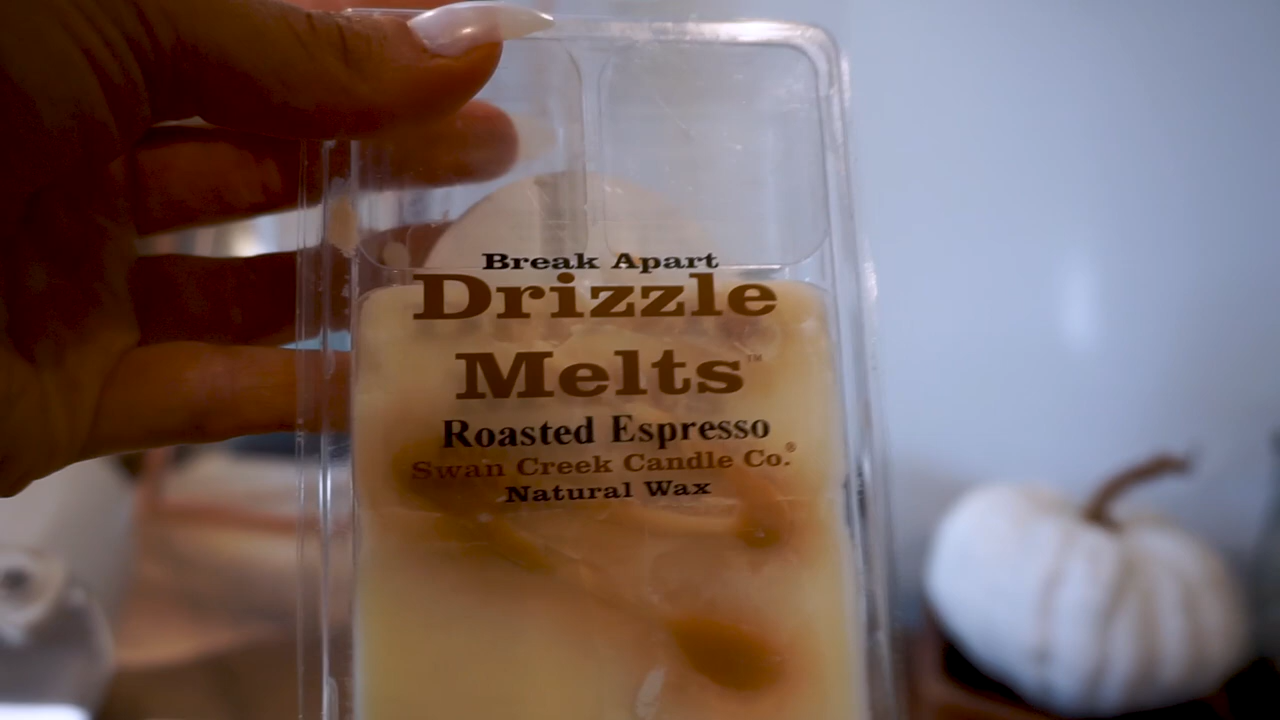 Break Apart
Drizzle
Melts™
Roasted Espresso
Swan Creek Candle Co.®
Natural Wax